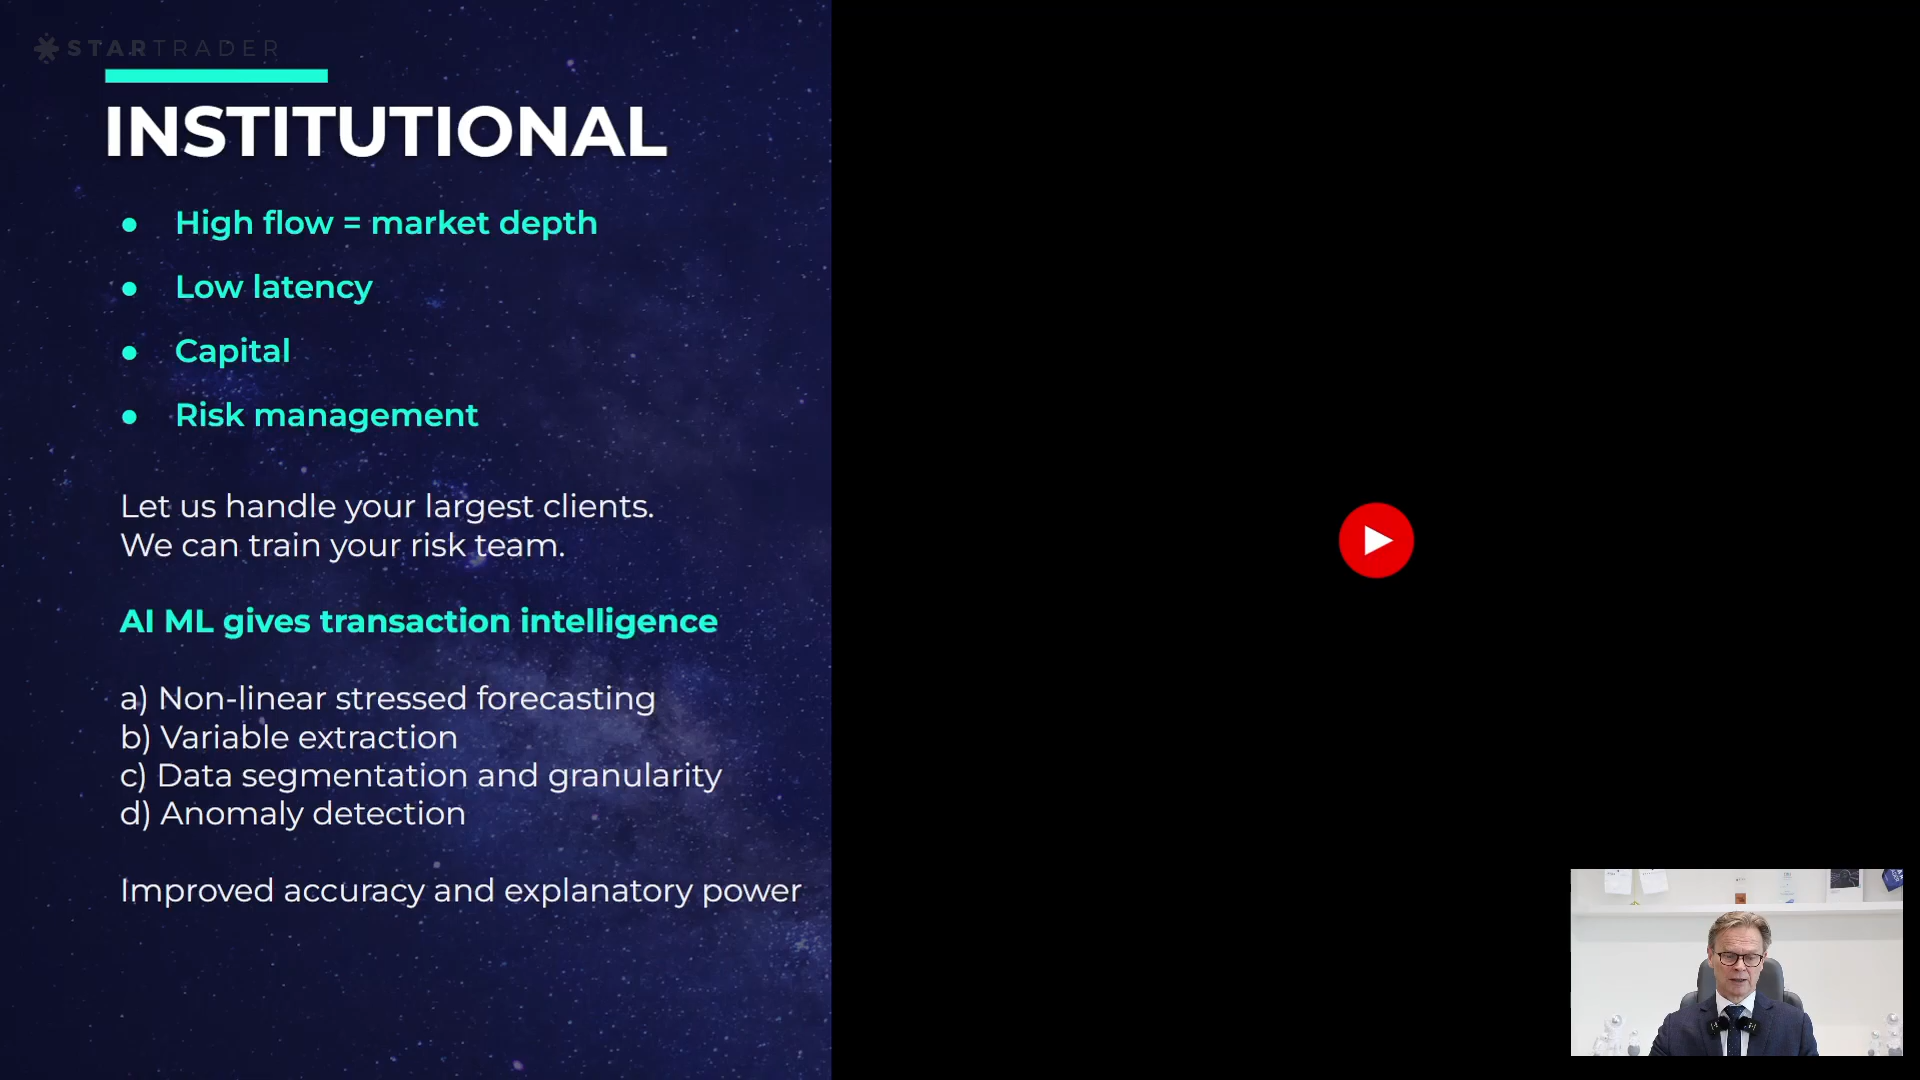 STARTRADER
INSTITUTIONAL
● High flow = market depth
● Low latency
● Capital
● Risk management
Let us handle your largest clients.
We can train your risk team.
AI ML gives transaction intelligence
a) Non-linear stressed forecasting
b) Variable extraction
c) Data segmentation and granularity
d) Anomaly detection
Improved accuracy and explanatory power